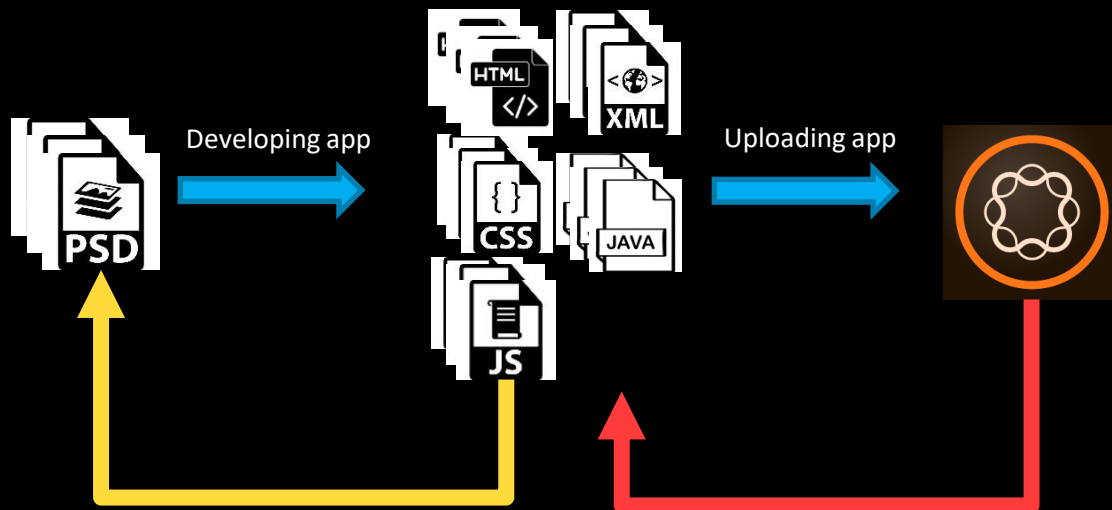 HTML
XML
Developing app
Uploading app
PSD
CSS
JAVA
JS